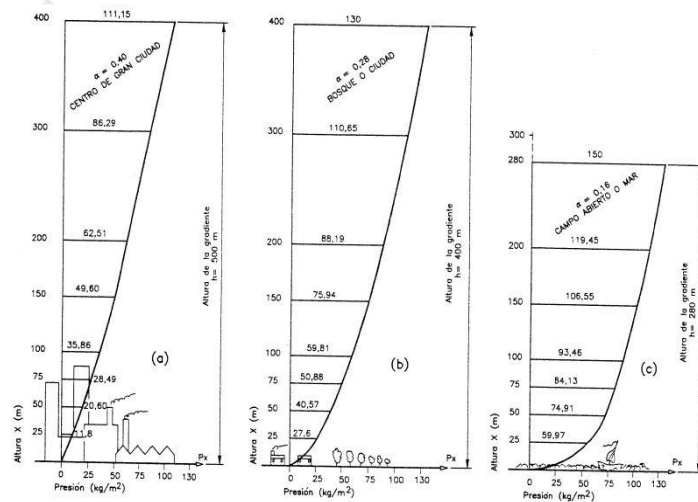 111,15
400
α = 0,40
CENTRO DE GRAN CIUDAD
86,29
300
62,51
200
49,60
150
35,86
100
(a)
75
28,49
50
20,60
25
11,8
0
Altura X (m)
Altura de la gradiente
h= 500 m
Px
0 25 50 75 100 130
Presión (kg/m²)
130
400
α = 0,28
BOSQUE O CIUDAD
110,65
300
88,19
200
75,94
150
59,81
100
(b)
50,88
75
40,57
50
27,6
25
0
Altura X (m)
Altura de la gradiente
h= 400 m
Px
0 25 50 75 100 130
Presión (kg/m²)
300
150
280
α = 0,16
CAMPO ABIERTO O MAR
119,45
200
106,55
150
93,46
100
(c)
84,13
75
74,91
50
59,97
25
0
Altura X (m)
Altura de la gradiente
h= 280 m
Px
0 25 50 75 100 130
Presión (kg/m²)